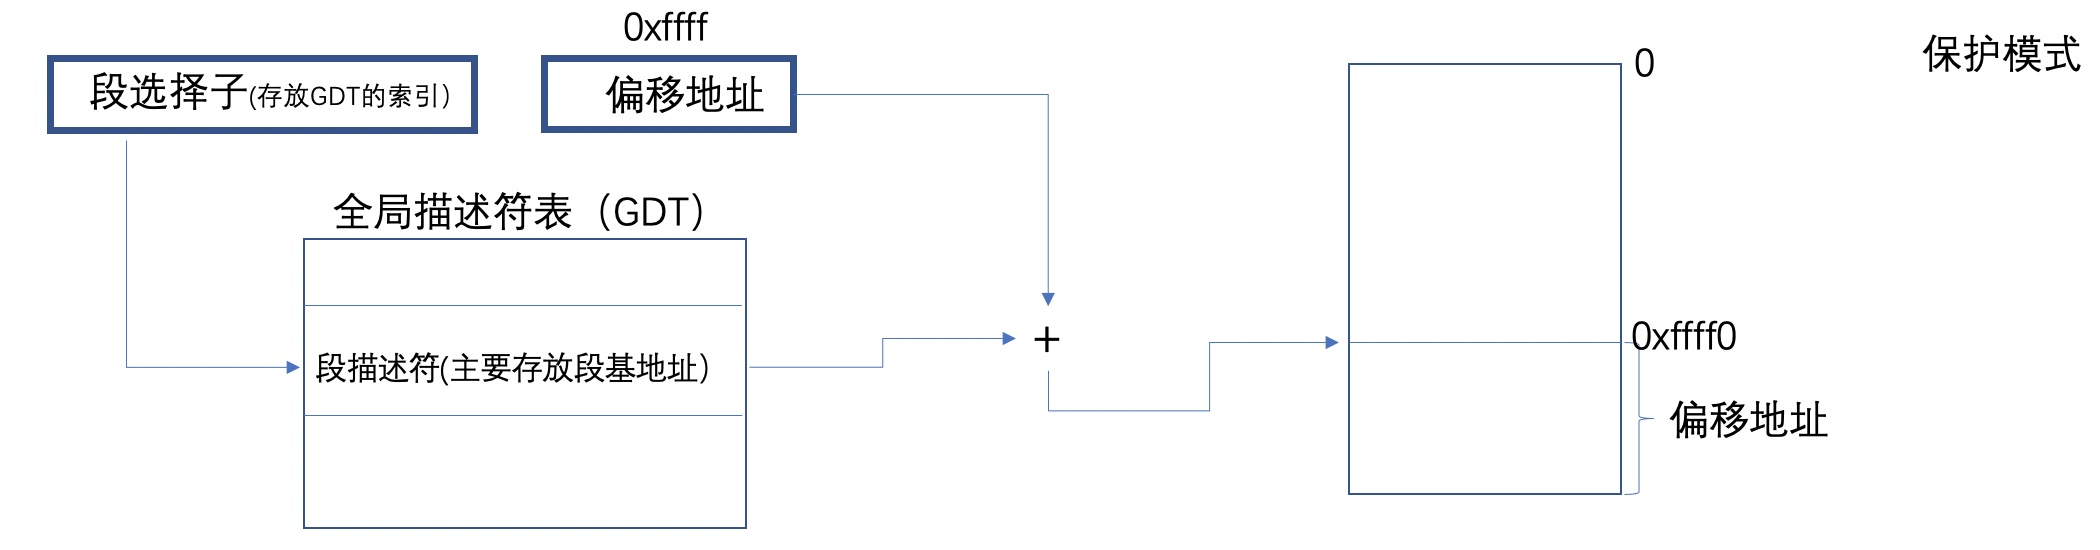 0xffff
段选择子(存放GDT的索引)
偏移地址
0
保护模式
全局描述符表（GDT）
段描述符(主要存放段基地址）
+
0xffff0
偏移地址